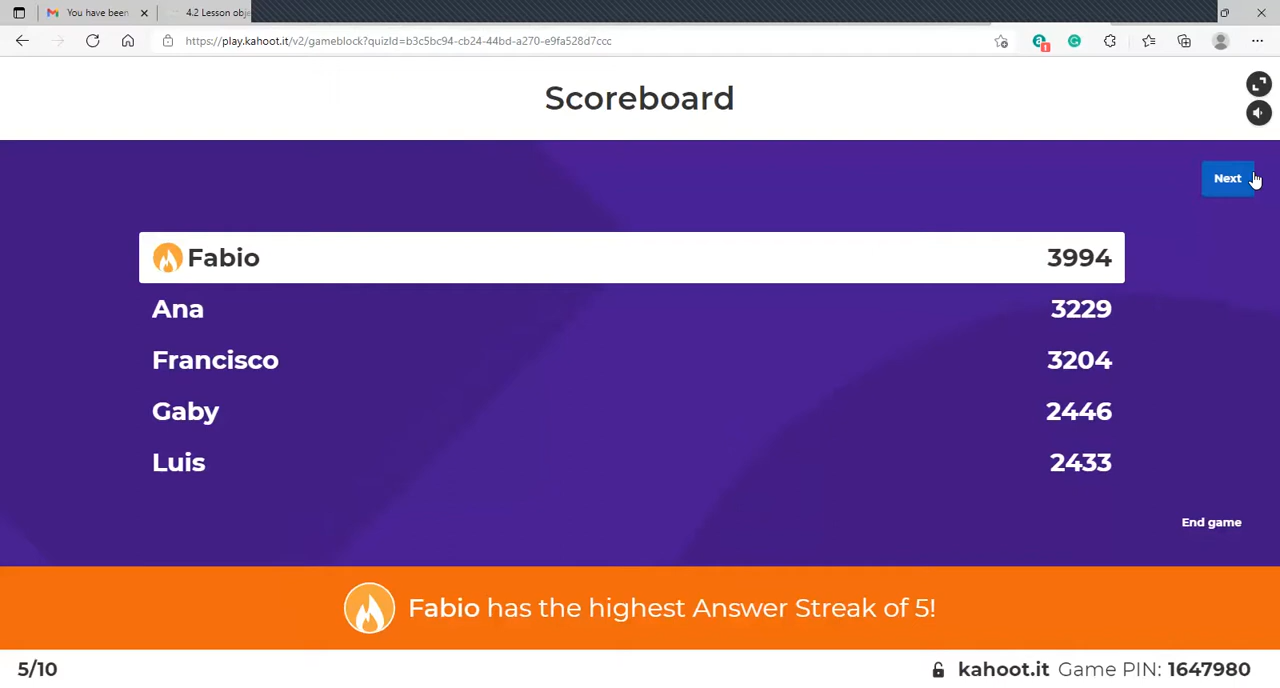 You have been
4.2 Lesson obje
https://play.kahoot.it/v2/gameblock?quizId=b3c5bc94-cb24-44bd-a270-e9fa528d7ccc
Scoreboard
Next
Fabio 3994
Ana 3229
Francisco 3204
Gaby 2446
Luis 2433
End game
Fabio has the highest Answer Streak of 5!
5/10
kahoot.it Game PIN: 1647980